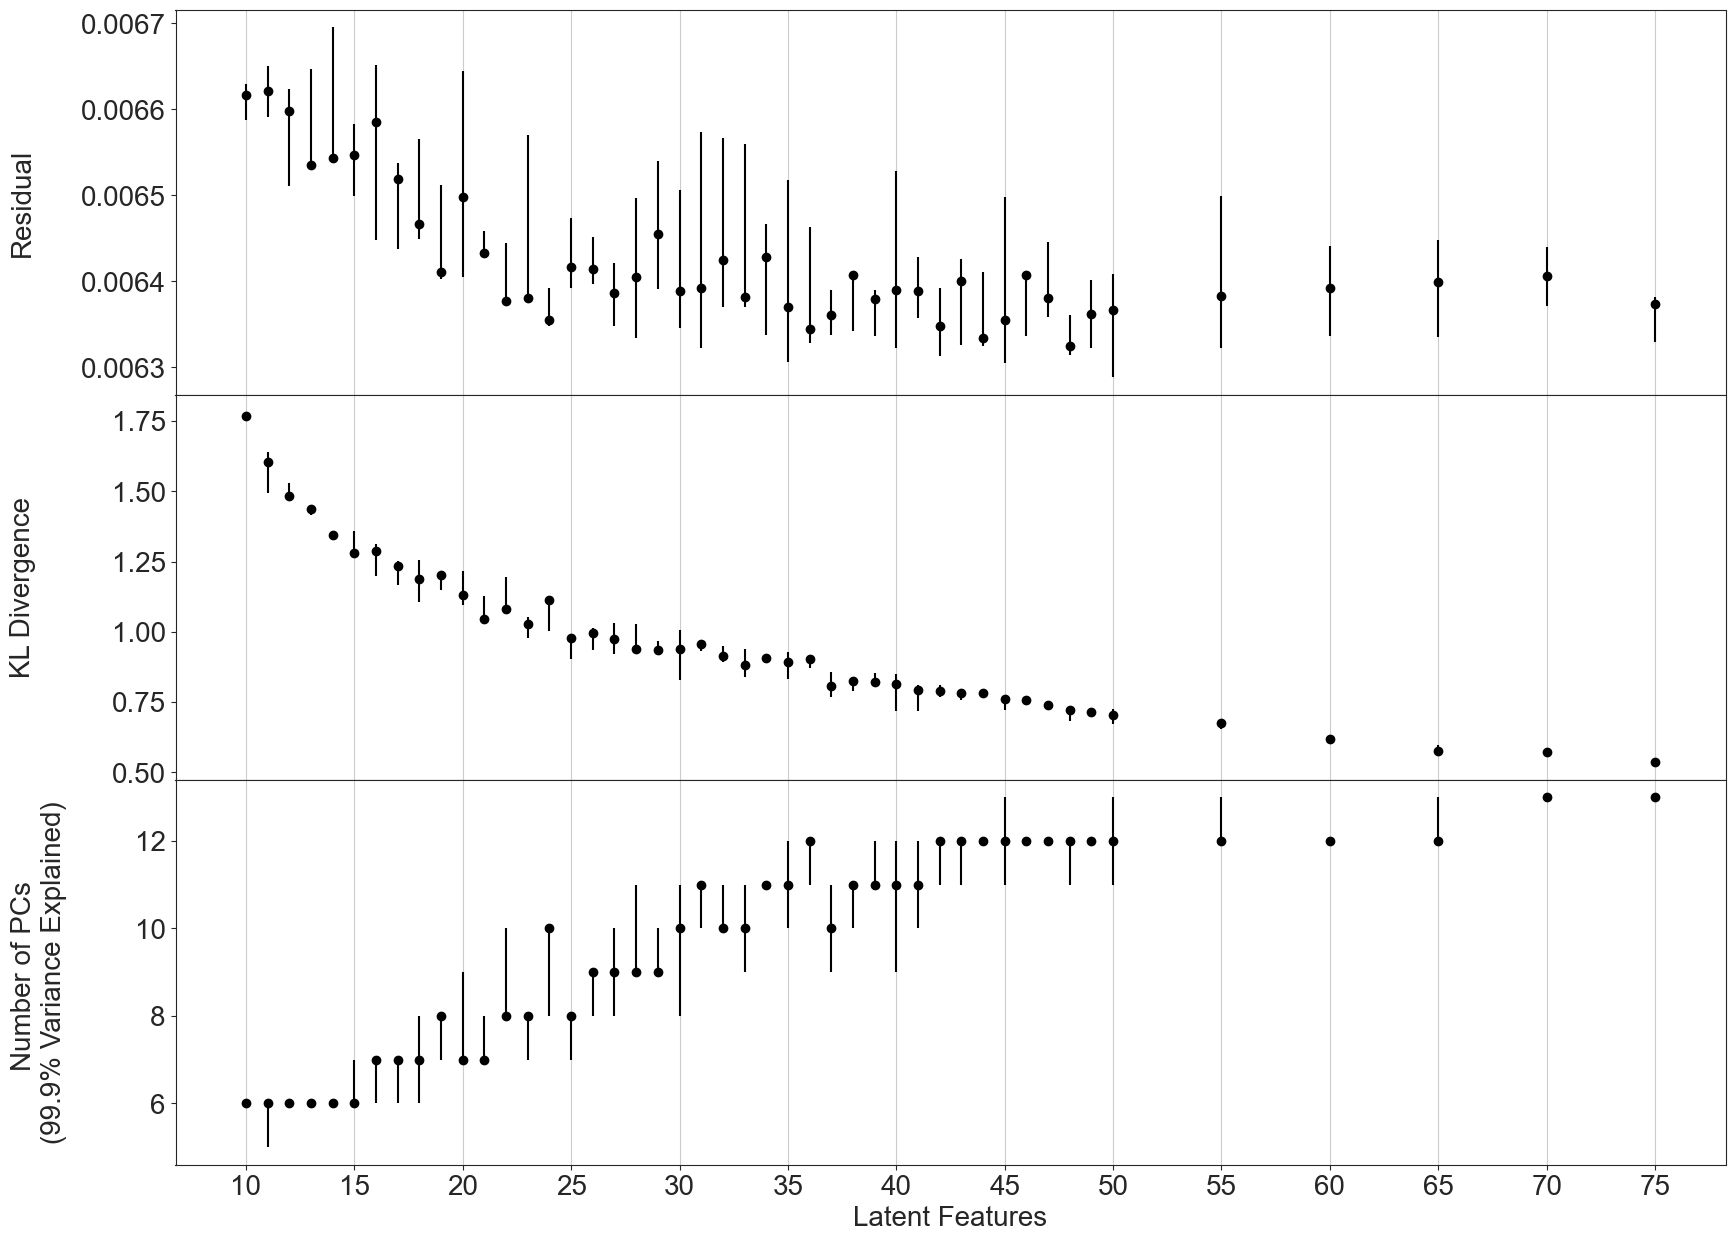 Residual
0.0067
0.0066
0.0065
0.0064
0.0063
KL Divergence
1.75
1.50
1.25
1.00
0.75
0.50
Number of PCs
(99.9% Variance Explained)
12
10
8
6
10 15 20 25 30 35 40 45 50 55 60 65 70 75
Latent Features